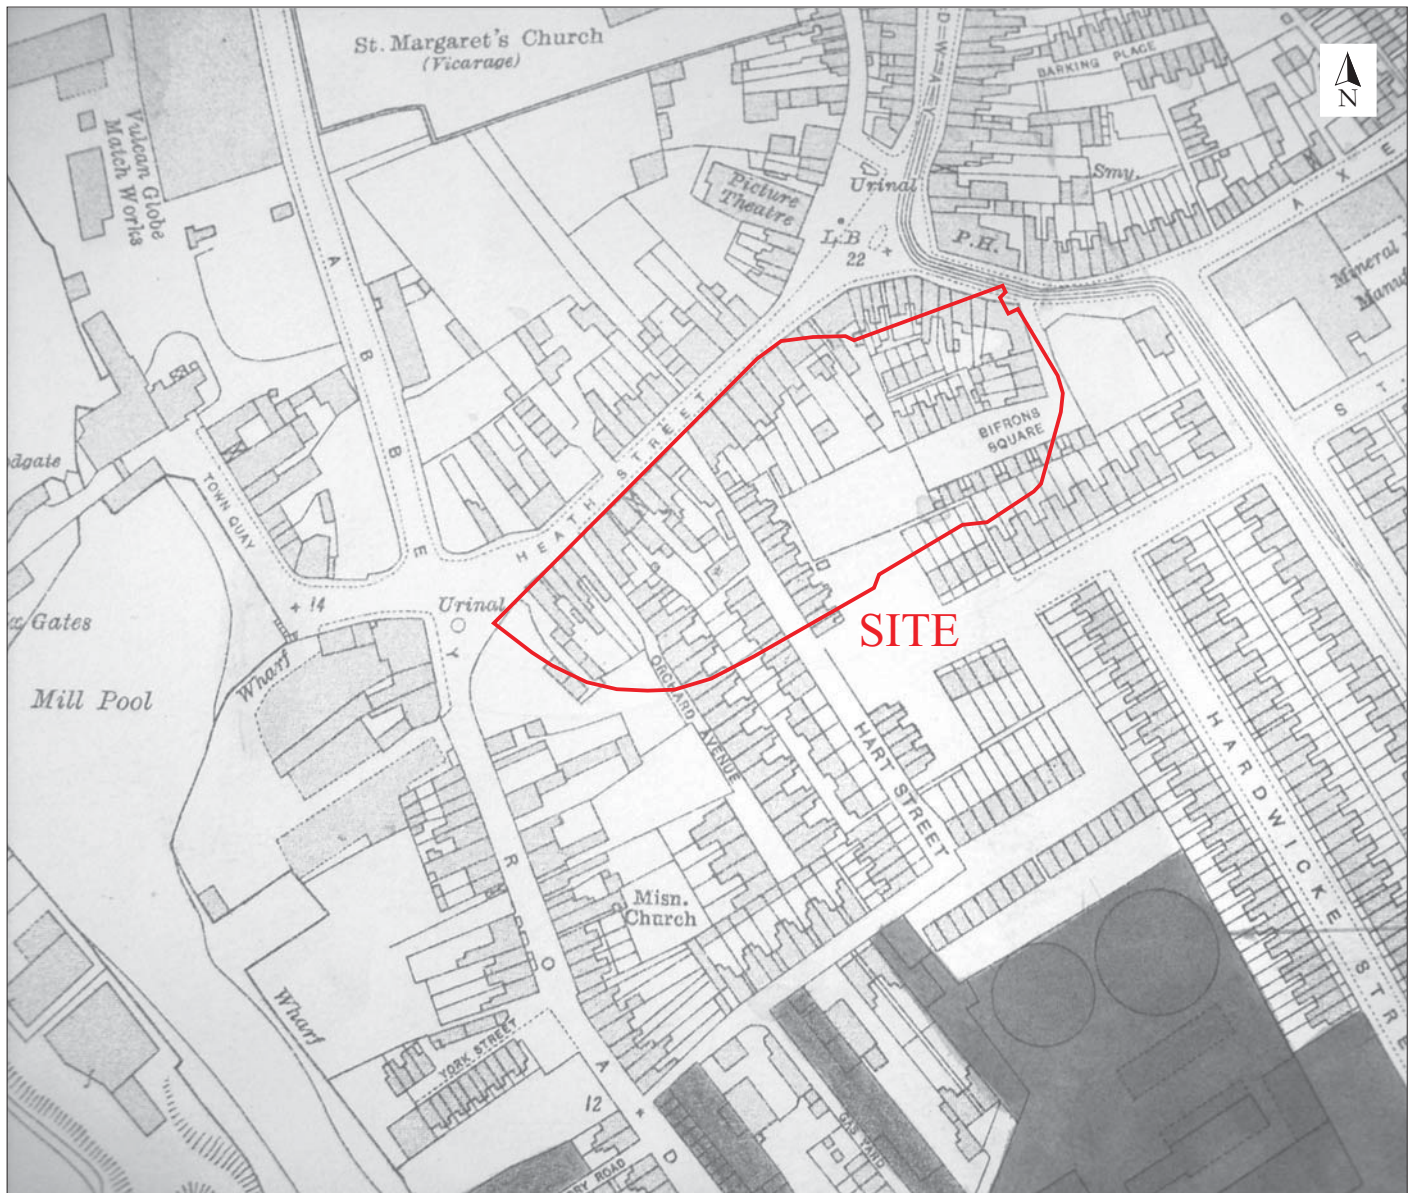 St. Margaret's Church
(Vicarage)
BARKING PLACE
D=W=A=Y
N
Vulcan Globe
Match Works
Picture
Theatre
Urinal
Smy.
A X E
L.B
22
P.H.
Mineral
A B B E Y
BIFRONS
SQUARE
S T.
HEATH STREET
TOWN QUAY
14
Urinal
Gates
Wharf
Mill Pool
SITE
ORCHARD AVENUE
HART STREET
HARDWICKE STRE
R O A D
Misn.
Church
Wharf
YORK STREET
12
GAS YARD
ROAD